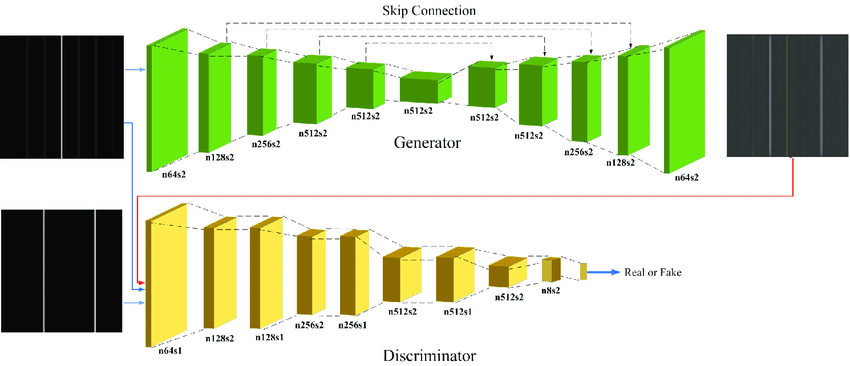 Skip Connection
n64s2
n128s2
n256s2
n512s2
n512s2
n512s2
n512s2
n512s2
n256s2
n128s2
n64s2
Generator
n64s1
n128s2
n128s1
n256s2
n256s1
n512s2
n512s1
n512s2
n8s2
Real or Fake
Discriminator